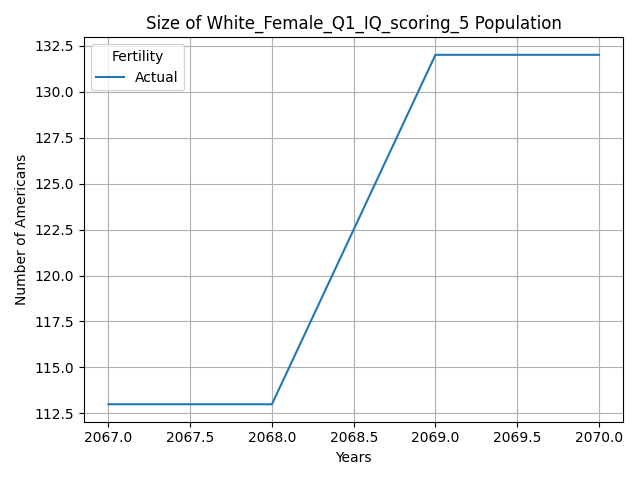 Size of White_Female_Q1_IQ_scoring_5 Population
Fertility
Actual
Number of Americans
132.5
130.0
127.5
125.0
122.5
120.0
117.5
115.0
112.5
2067.0 2067.5 2068.0 2068.5 2069.0 2069.5 2070.0
Years